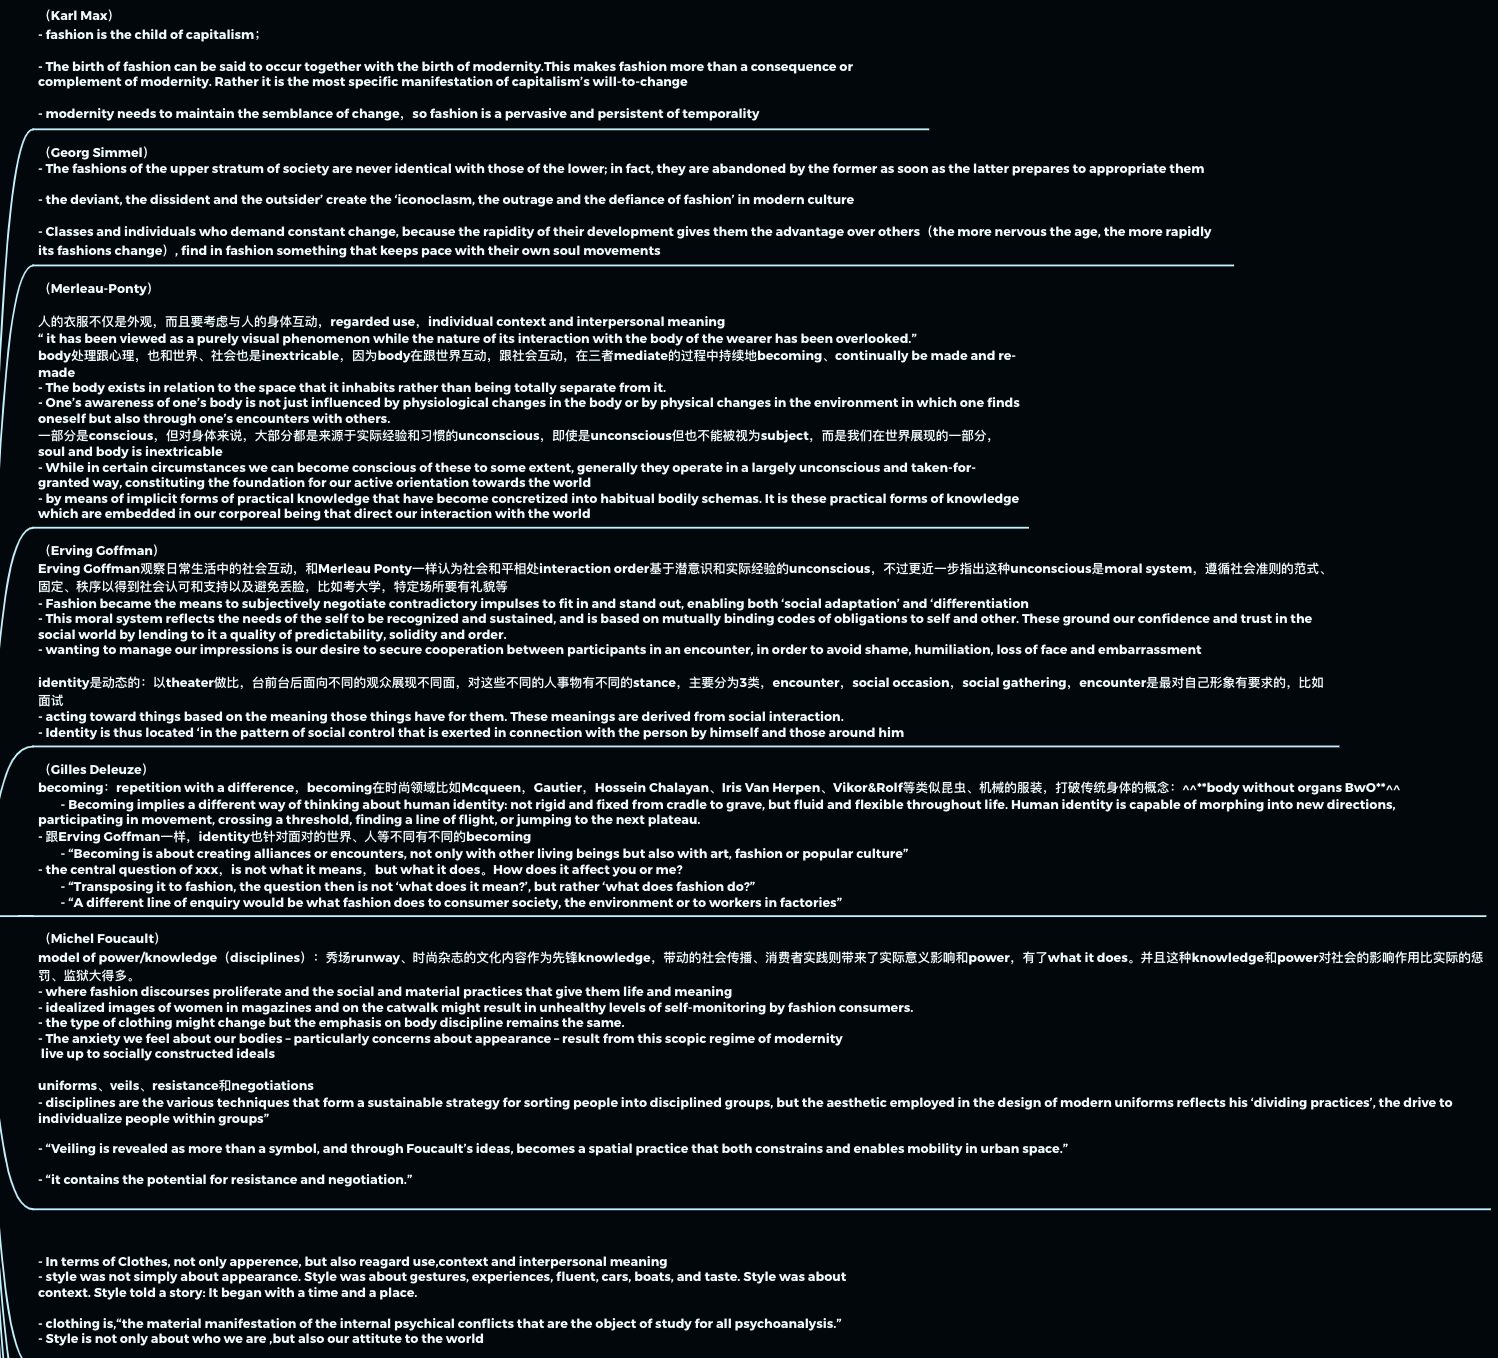 （Karl Max）
- fashion is the child of capitalism；
- The birth of fashion can be said to occur together with the birth of modernity.This makes fashion more than a consequence or
complement of modernity. Rather it is the most specific manifestation of capitalism’s will-to-change
- modernity needs to maintain the semblance of change，so fashion is a pervasive and persistent of temporality
（Georg Simmel）
- The fashions of the upper stratum of society are never identical with those of the lower; in fact, they are abandoned by the former as soon as the latter prepares to appropriate them
- the deviant, the dissident and the outsider’ create the ‘iconoclasm, the outrage and the defiance of fashion’ in modern culture
- Classes and individuals who demand constant change, because the rapidity of their development gives them the advantage over others（the more nervous the age, the more rapidly
its fashions change）, find in fashion something that keeps pace with their own soul movements
（Merleau-Ponty）
人的衣服不仅是外观，而且要考虑与人的身体互动，regarded use，individual context and interpersonal meaning
“ it has been viewed as a purely visual phenomenon while the nature of its interaction with the body of the wearer has been overlooked.”
body处理跟心理，也和世界、社会也是inextricable，因为body在跟世界互动，跟社会互动，在三者mediate的过程中持续地becoming、continually be made and re-
made
- The body exists in relation to the space that it inhabits rather than being totally separate from it.
- One’s awareness of one’s body is not just influenced by physiological changes in the body or by physical changes in the environment in which one finds
oneself but also through one’s encounters with others.
一部分是conscious，但对身体来说，大部分都是来源于实际经验和习惯的unconscious，即使是unconscious但也不能被视为subject，而是我们在世界展现的一部分，
soul and body is inextricable
- While in certain circumstances we can become conscious of these to some extent, generally they operate in a largely unconscious and taken-for-
granted way, constituting the foundation for our active orientation towards the world
- by means of implicit forms of practical knowledge that have become concretized into habitual bodily schemas. It is these practical forms of knowledge
which are embedded in our corporeal being that direct our interaction with the world
（Erving Goffman）
Erving Goffman观察日常生活中的社会互动，和Merleau Ponty一样认为社会和平相处interaction order基于潜意识和实际经验的unconscious，不过更近一步指出这种unconscious是moral system，遵循社会准则的范式、
固定、秩序以得到社会认可和支持以及避免丢脸，比如考大学，特定场所要有礼貌等
- Fashion became the means to subjectively negotiate contradictory impulses to fit in and stand out, enabling both ‘social adaptation’ and ‘differentiation
- This moral system reflects the needs of the self to be recognized and sustained, and is based on mutually binding codes of obligations to self and other. These ground our confidence and trust in the
social world by lending to it a quality of predictability, solidity and order.
- wanting to manage our impressions is our desire to secure cooperation between participants in an encounter, in order to avoid shame, humiliation, loss of face and embarrassment
identity是动态的：以theater做比，台前台后面向不同的观众展现不同面，对这些不同的人事物有不同的stance，主要分为3类，encounter，social occasion，social gathering，encounter是最对自己形象有要求的，比如
面试
- acting toward things based on the meaning those things have for them. These meanings are derived from social interaction.
- Identity is thus located ‘in the pattern of social control that is exerted in connection with the person by himself and those around him
（Gilles Deleuze）
becoming：repetition with a difference，becoming在时尚领域比如Mcqueen，Gautier，Hossein Chalayan、Iris Van Herpen、Vikor&Rolf等类似昆虫、机械的服装，打破传统身体的概念：^^**body without organs BwO**^^
- Becoming implies a different way of thinking about human identity: not rigid and fixed from cradle to grave, but fluid and flexible throughout life. Human identity is capable of morphing into new directions,
participating in movement, crossing a threshold, finding a line of flight, or jumping to the next plateau.
- 跟Erving Goffman一样，identity也针对面对的世界、人等不同有不同的becoming
- “Becoming is about creating alliances or encounters, not only with other living beings but also with art, fashion or popular culture”
- the central question of xxx，is not what it means，but what it does。How does it affect you or me?
- “Transposing it to fashion, the question then is not ‘what does it mean?’, but rather ‘what does fashion do?”
- “A different line of enquiry would be what fashion does to consumer society, the environment or to workers in factories”
（Michel Foucault）
model of power/knowledge（disciplines）：秀场runway、时尚杂志的文化内容作为先锋knowledge，带动的社会传播、消费者实践则带来了实际意义影响和power，有了what it does。并且这种knowledge和power对社会的影响作用比实际的惩
罚、监狱大得多。
- where fashion discourses proliferate and the social and material practices that give them life and meaning
- idealized images of women in magazines and on the catwalk might result in unhealthy levels of self-monitoring by fashion consumers.
- the type of clothing might change but the emphasis on body discipline remains the same.
- The anxiety we feel about our bodies – particularly concerns about appearance – result from this scopic regime of modernity
live up to socially constructed ideals
uniforms、veils、resistance和negotiations
- disciplines are the various techniques that form a sustainable strategy for sorting people into disciplined groups, but the aesthetic employed in the design of modern uniforms reflects his ‘dividing practices’, the drive to
individualize people within groups”
- “Veiling is revealed as more than a symbol, and through Foucault’s ideas, becomes a spatial practice that both constrains and enables mobility in urban space.”
- “it contains the potential for resistance and negotiation.”
- In terms of Clothes, not only apperence, but also reagard use,context and interpersonal meaning
- style was not simply about appearance. Style was about gestures, experiences, fluent, cars, boats, and taste. Style was about
context. Style told a story: It began with a time and a place.
- clothing is,“the material manifestation of the internal psychical conflicts that are the object of study for all psychoanalysis.”
- Style is not only about who we are ,but also our attitute to the world